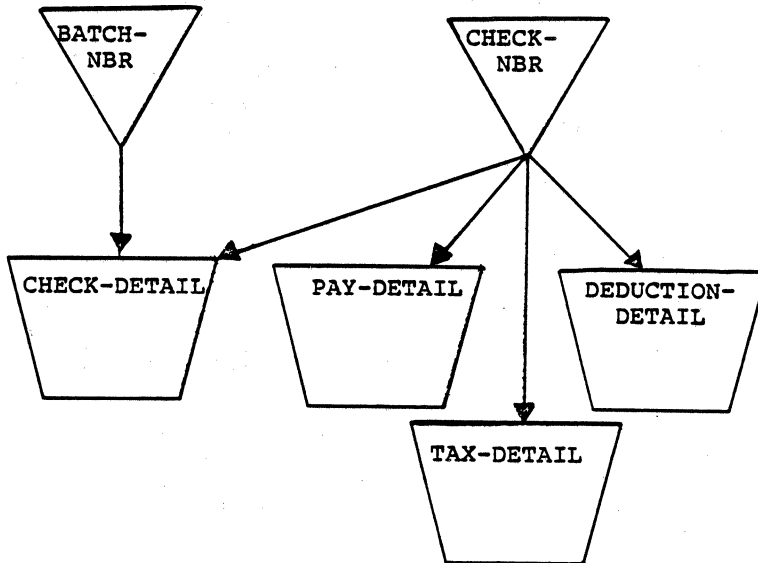 BATCH-
NBR
CHECK-
NBR
CHECK-DETAIL
PAY-DETAIL
DEDUCTION-
DETAIL
TAX-DETAIL